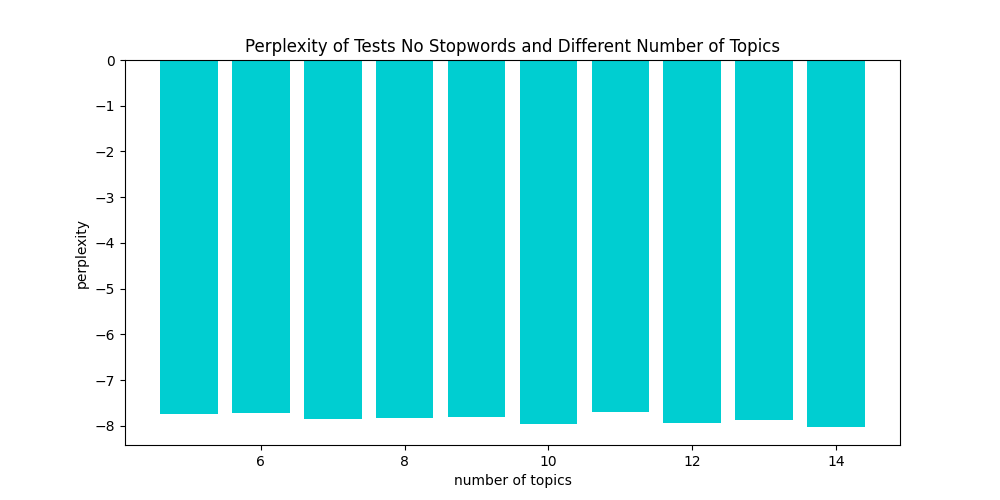 Perplexity of Tests No Stopwords and Different Number of Topics
0
−1
−2
−3
−4
−5
−6
−7
−8
perplexity
6 8 10 12 14
number of topics